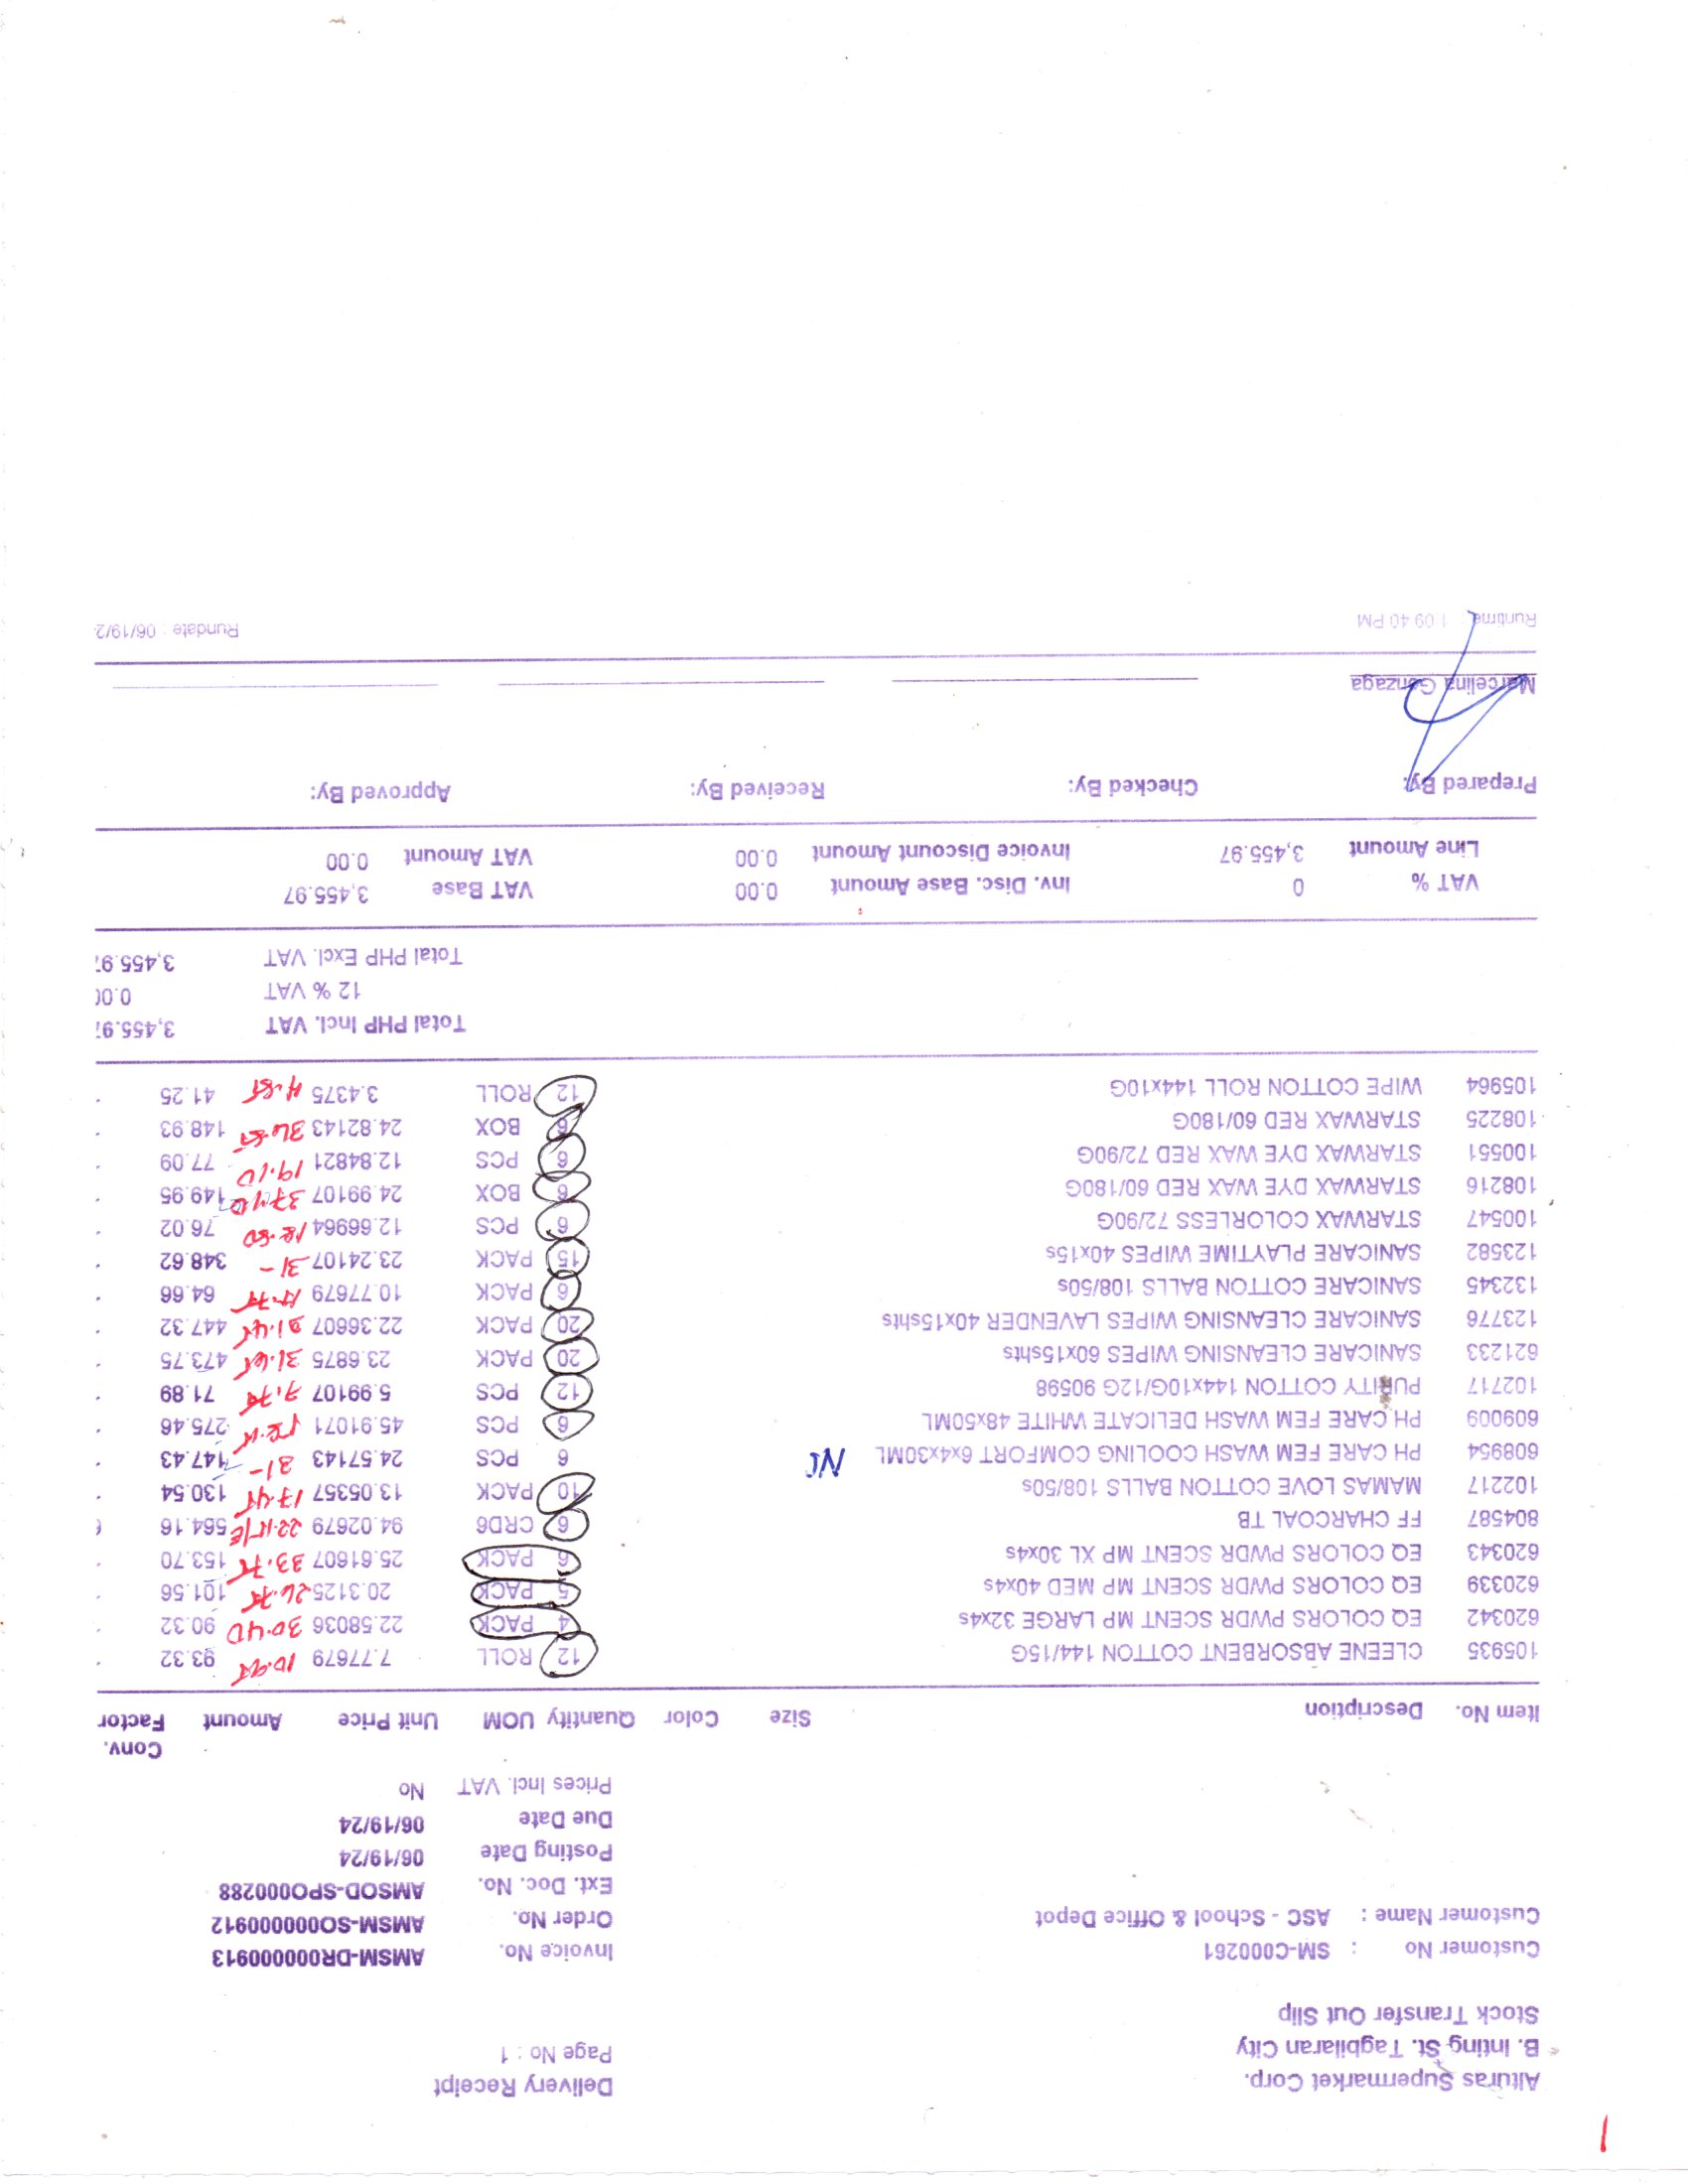 1
Alturas Supermarket Corp. Delivery Receipt
B. Inting St. Tagbilaran City Page No : 1
Stock Transfer Out Slip
Customer No : SM-C000261 Invoice No. AMSM-DR000000913
Customer Name : ASC - School & Office Depot Order No. AMSM-SO000000912
Ext. Doc. No. AMSOD-SPO000288
Posting Date 06/19/24
Due Date 06/19/24
Prices Incl. VAT No
Conv.
Item No. Description Size Color Quantity UOM Unit Price Amount Factor
105935 CLEENE ABSORBENT COTTON 144/15G 12 ROLL 7.77679 93.32
620342 EQ COLORS PWDR SCENT MP LARGE 32x4s 4 PACK 22.58036 30.40 90.32
620339 EQ COLORS PWDR SCENT MP MED 40x4s 5 PACK 20.3125 101.56
620343 EQ COLORS PWDR SCENT MP XL 30x4s 6 PACK 25.61607 153.70
804587 FF CHARCOAL TB 6 CRD6 94.02679 564.16
102217 MAMAS LOVE COTTON BALLS 108/50s 10 PACK 13.05357 130.54
608954 PH CARE FEM WASH COOLING COMFORT 6x4x30ML 6 PCS 24.57143 31- 147.43
609009 PH CARE FEM WASH DELICATE WHITE 48x50ML 6 PCS 45.91071 275.46
102717 PURITY COTTON 144x10G/12G 90598 12 PCS 5.99107 71.89
621233 SANICARE CLEANSING WIPES 60x15shts 20 PACK 23.6875 473.75
123776 SANICARE CLEANSING WIPES LAVENDER 40x15shts 20 PACK 22.36607 447.32
132345 SANICARE COTTON BALLS 108/50s 6 PACK 10.77679 64.66
123582 SANICARE PLAYTIME WIPES 40x15s 15 PACK 23.24107 31- 348.62
100547 STARWAX COLORLESS 72/90G 6 PCS 12.66964 76.02
108216 STARWAX DYE WAX RED 60/180G 6 BOX 24.99107 149.95
100551 STARWAX DYE WAX RED 72/90G 6 PCS 12.84821 19.10 77.09
108225 STARWAX RED 60/180G 6 BOX 24.82143 148.93
105964 WIPE COTTON ROLL 144x10G 12 ROLL 3.4375 41.25
Total PHP Incl. VAT 3,455.97
12 % VAT 0.00
Total PHP Excl. VAT 3,455.97
VAT % 0 Inv. Disc. Base Amount 0.00 VAT Base 3,455.97
Line Amount 3,455.97 Invoice Discount Amount 0.00 VAT Amount 0.00
Prepared By: Checked By: Received By: Approved By:
Marcelina Gonzaga
Runtime : 1:09:40 PM Rundate : 06/19/2